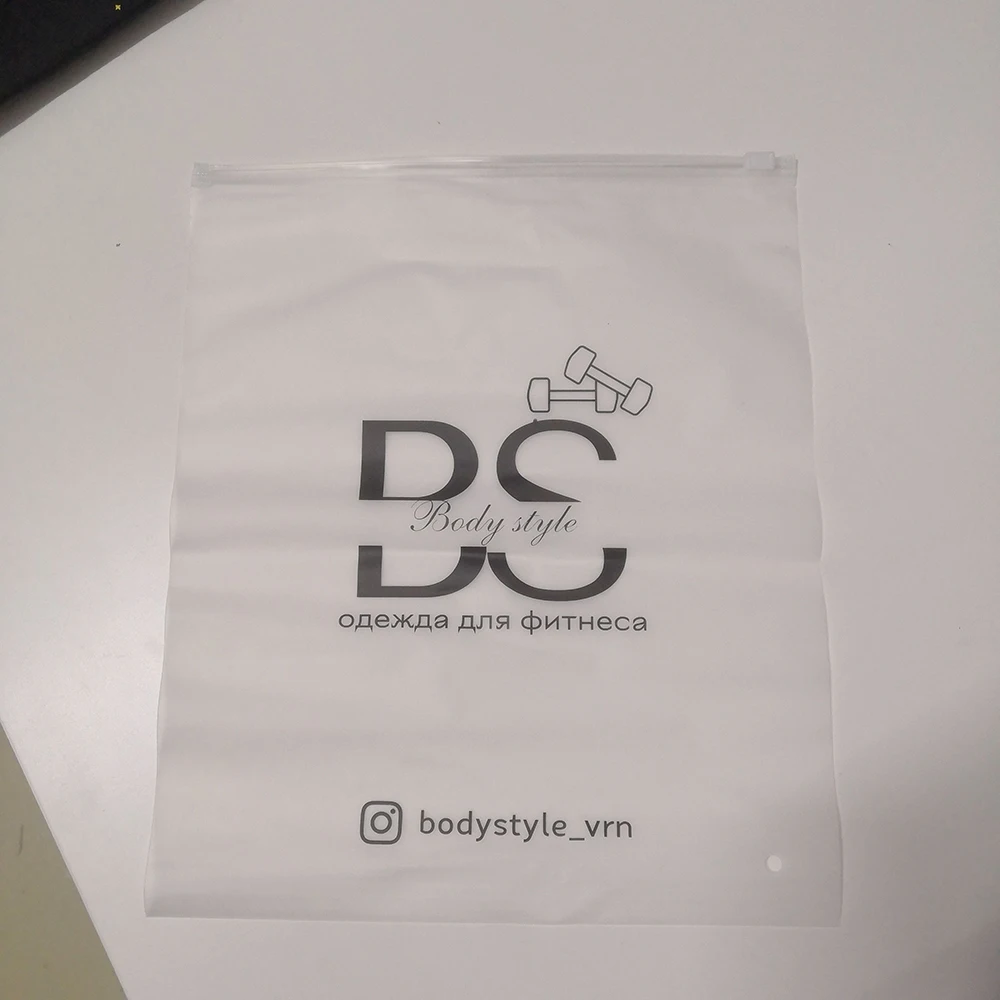 BS
Body style
одежда для фитнеса
bodystyle_vrn